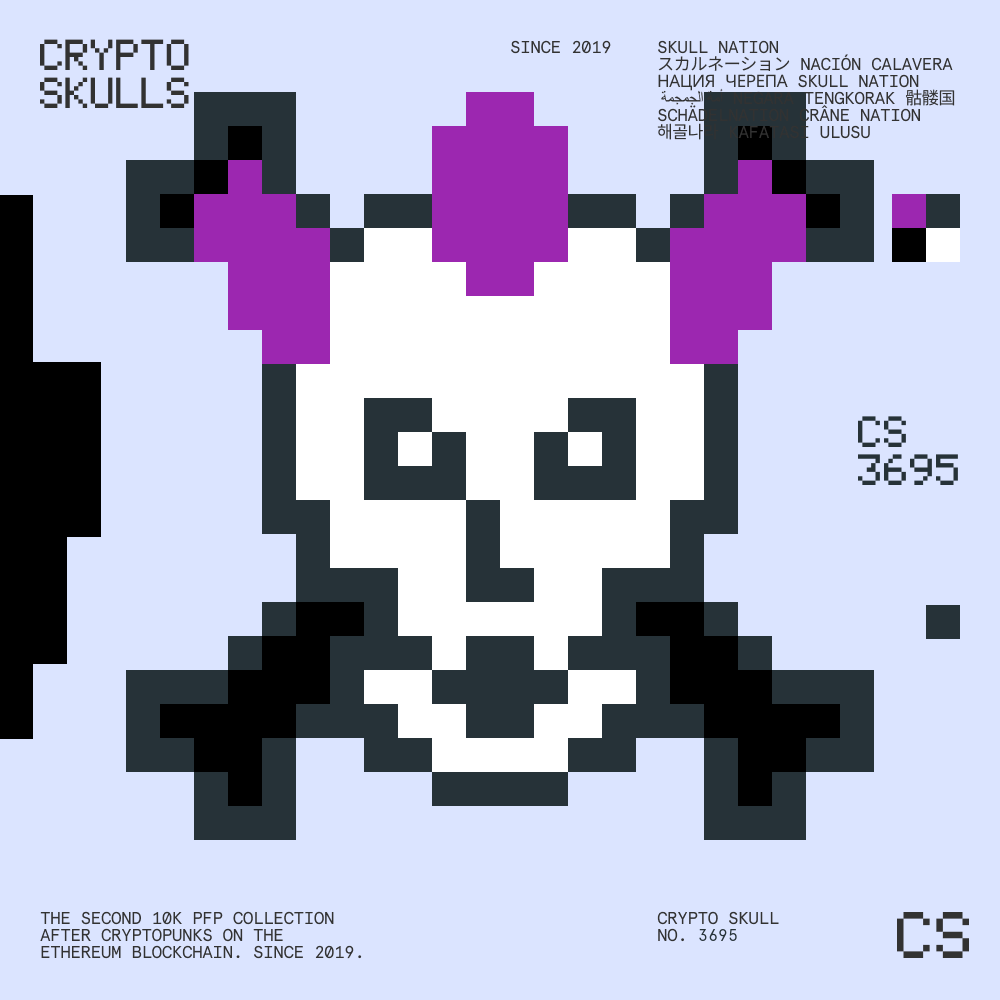 CRYPTO
SKULLS
SINCE 2019
SKULL NATION
スカルネーション NACIÓN CALAVERA
НАЦИЯ ЧЕРЕПА SKULL NATION
TENGKORAK 骷髅国
CRÂNE NATION
해골나 ULUSU
CS
3695
THE SECOND 10K PFP COLLECTION
AFTER CRYPTOPUNKS ON THE
ETHEREUM BLOCKCHAIN. SINCE 2019.
CRYPTO SKULL
NO. 3695
CS